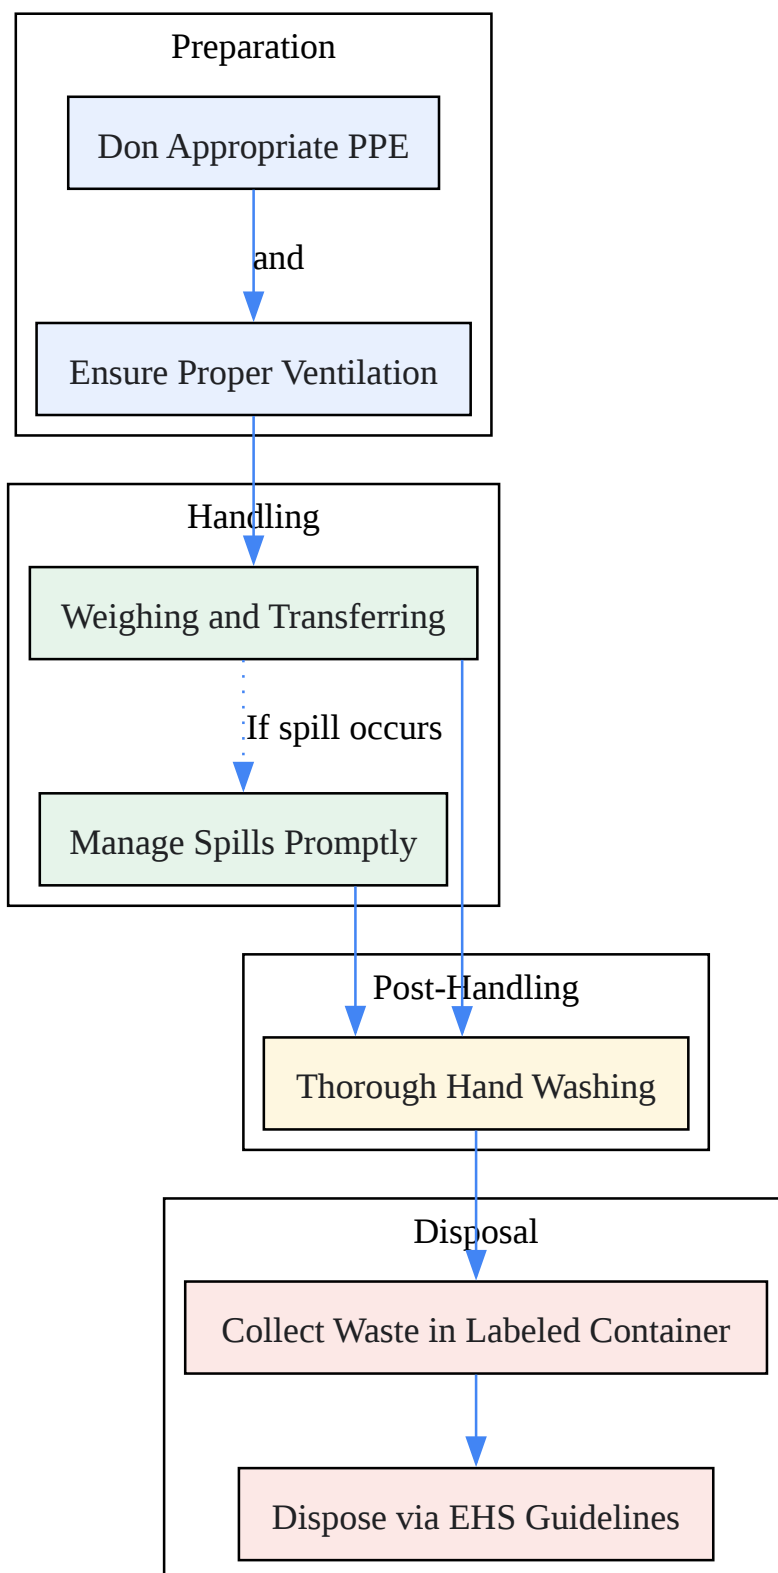 Preparation
Don Appropriate PPE
and
Ensure Proper Ventilation
Handling
Weighing and Transferring
If spill occurs
Manage Spills Promptly
Post-Handling
Thorough Hand Washing
Disposal
Collect Waste in Labeled Container
Dispose via EHS Guidelines